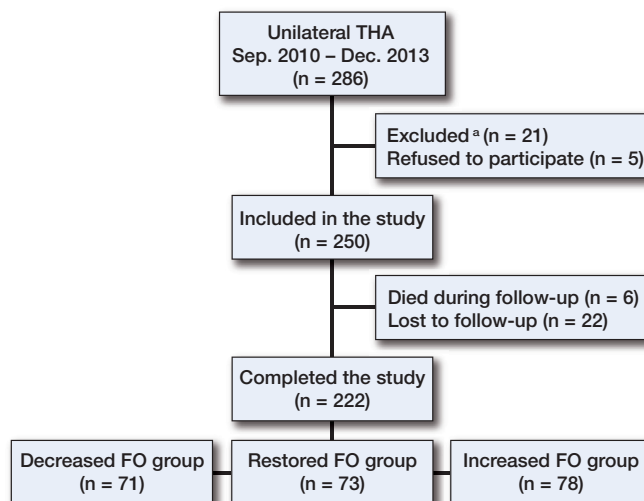 Unilateral THA
Sep. 2010 – Dec. 2013
(n = 286)
Excluded ᵃ (n = 21)
Refused to participate (n = 5)
Included in the study
(n = 250)
Died during follow-up (n = 6)
Lost to follow-up (n = 22)
Completed the study
(n = 222)
Decreased FO group
(n = 71)
Restored FO group
(n = 73)
Increased FO group
(n = 78)